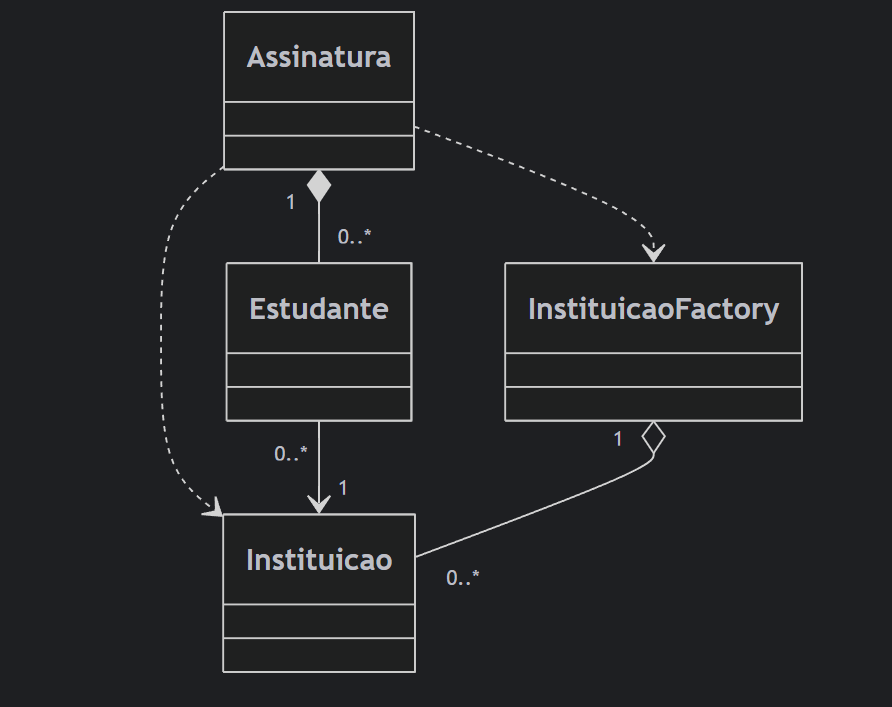 Assinatura
1
0..*
Estudante
InstituicaoFactory
0..*
1
1
Instituicao
0..*